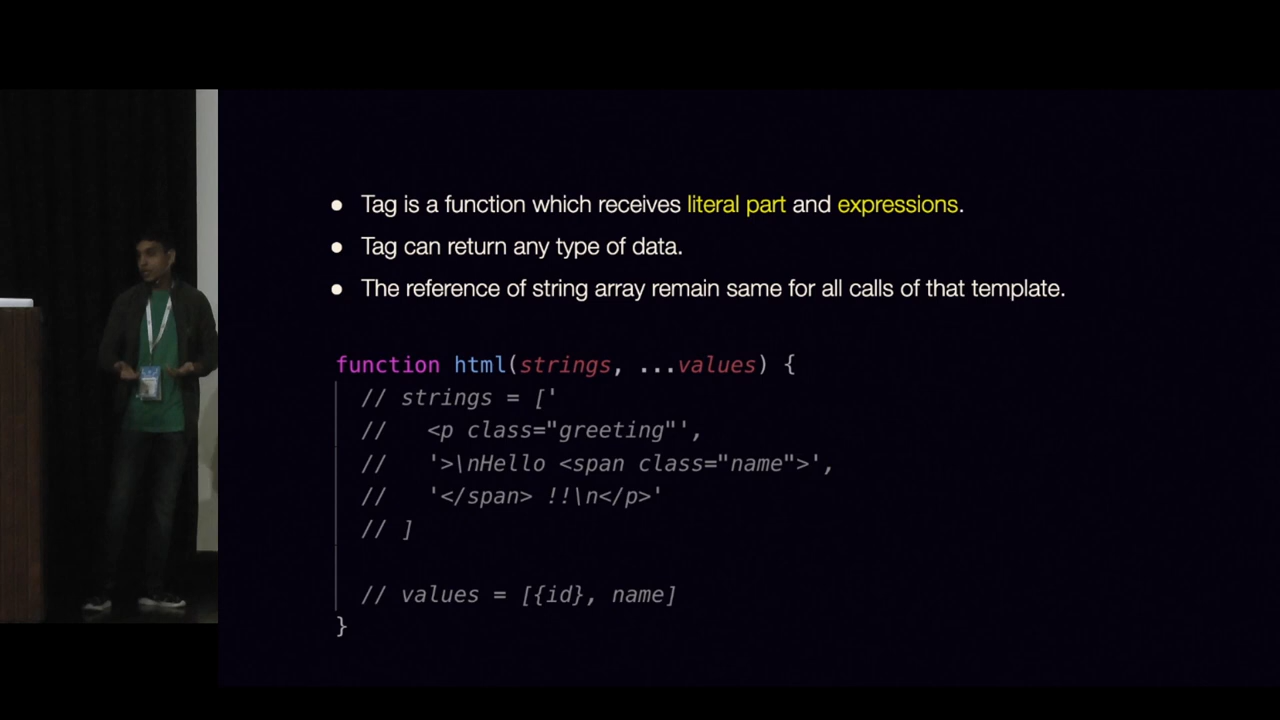 ● Tag is a function which receives literal part and expressions.
● Tag can return any type of data.
● The reference of string array remain same for all calls of that template.
function html(strings, ...values) {
// strings = ['
//   <p class="greeting"',
//   '>\nHello <span class="name">',
//   '</span> !!\n</p>'
// ]
// values = [{id}, name]
}